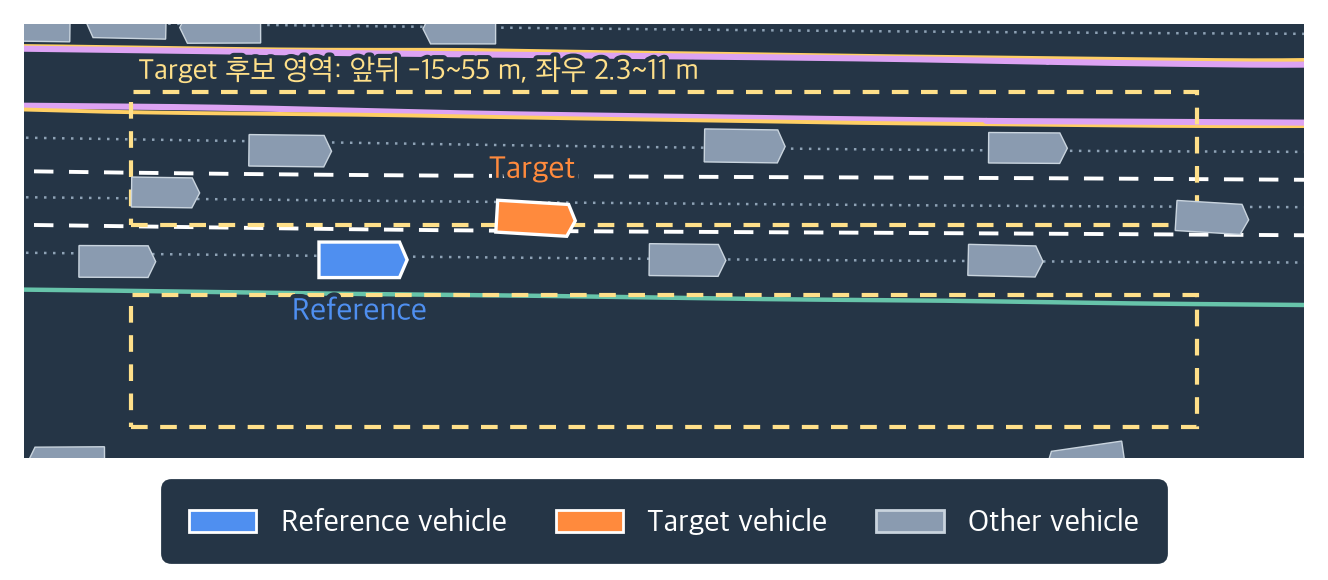 Target 후보 영역: 앞뒤 -15~55 m, 좌우 2.3~11 m
Target
Reference
Reference vehicle
Target vehicle
Other vehicle